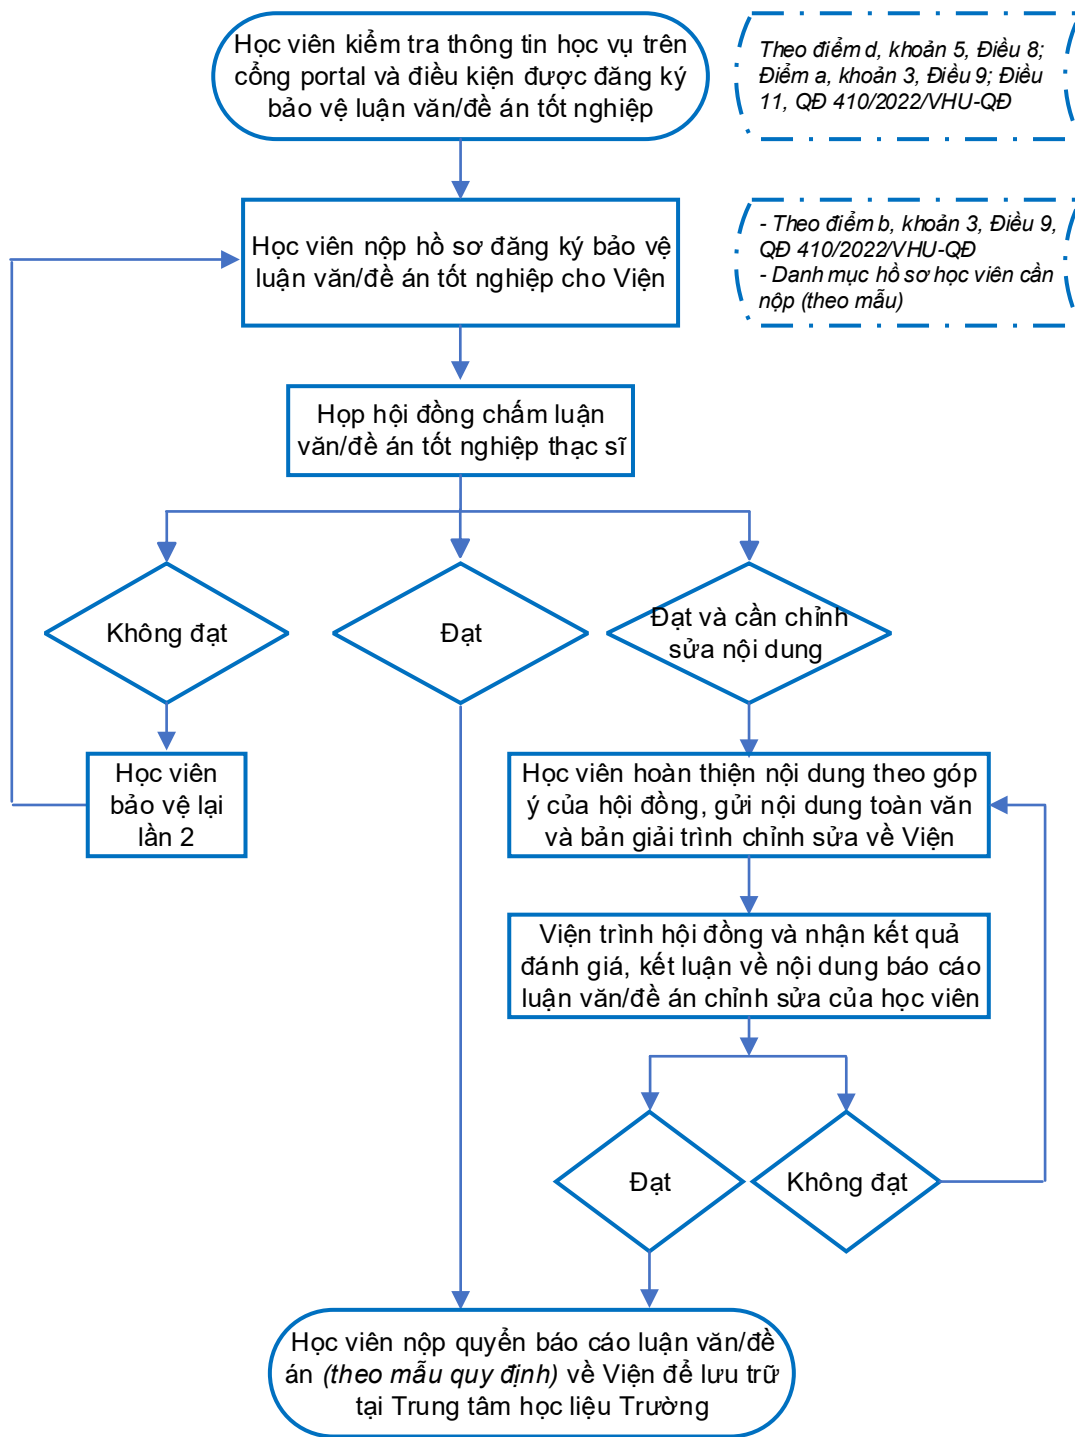 Học viên kiểm tra thông tin học vụ trên
cổng portal và điều kiện được đăng ký
bảo vệ luận văn/đề án tốt nghiệp
Theo điểm d, khoản 5, Điều 8;
Điểm a, khoản 3, Điều 9; Điều
11, QĐ 410/2022/VHU-QĐ
Học viên nộp hồ sơ đăng ký bảo vệ
luận văn/đề án tốt nghiệp cho Viện
- Theo điểm b, khoản 3, Điều 9,
QĐ 410/2022/VHU-QĐ
- Danh mục hồ sơ học viên cần
nộp (theo mẫu)
Họp hội đồng chấm luận
văn/đề án tốt nghiệp thạc sĩ
Không đạt
Đạt
Đạt và cần chỉnh
sửa nội dung
Học viên
bảo vệ lại
lần 2
Học viên hoàn thiện nội dung theo góp
ý của hội đồng, gửi nội dung toàn văn
và bản giải trình chỉnh sửa về Viện
Viện trình hội đồng và nhận kết quả
đánh giá, kết luận về nội dung báo cáo
luận văn/đề án chỉnh sửa của học viên
Đạt
Không đạt
Học viên nộp quyển báo cáo luận văn/đề
án (theo mẫu quy định) về Viện để lưu trữ
tại Trung tâm học liệu Trường